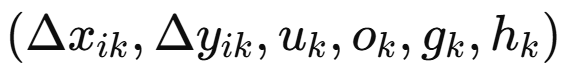 (Δx_{ik}, Δy_{ik}, u_k, o_k, g_k, h_k)